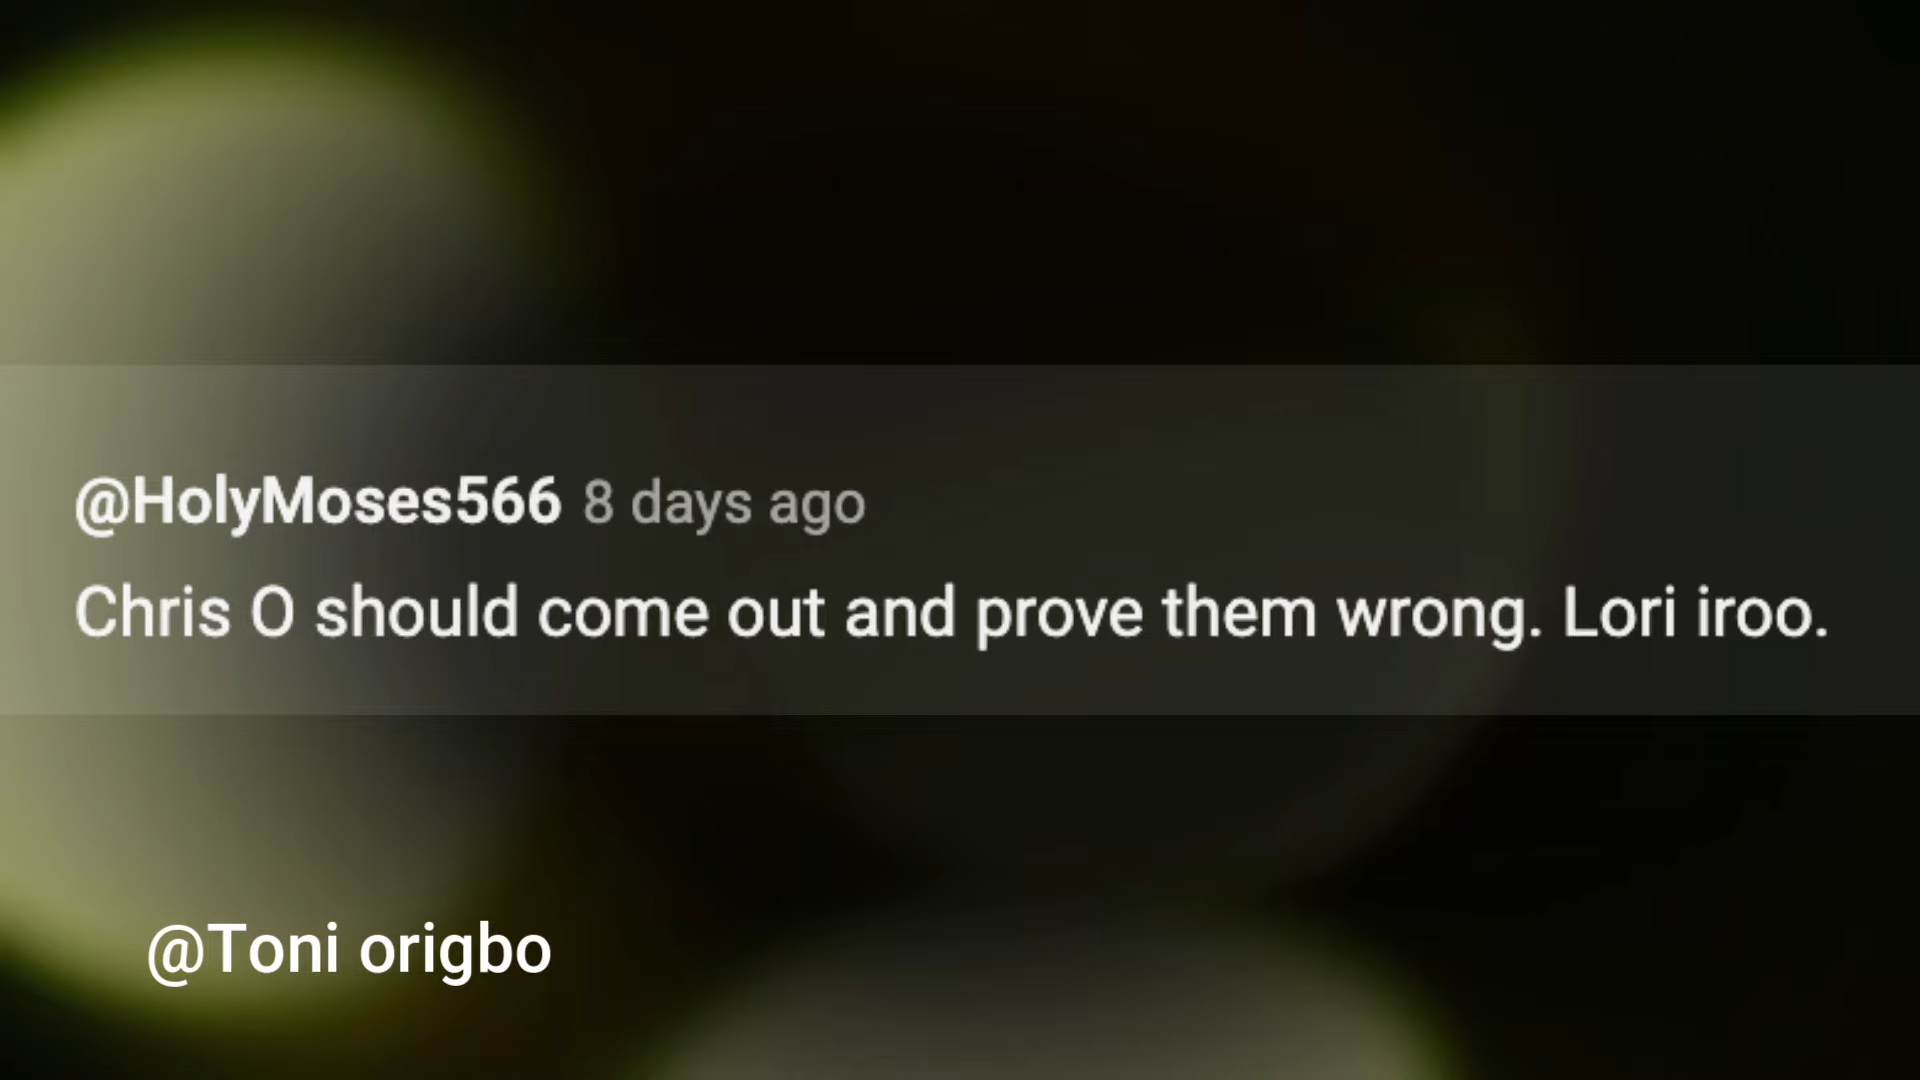 @HolyMoses566 8 days ago
Chris O should come out and prove them wrong. Lori iroo.
@Toni origbo